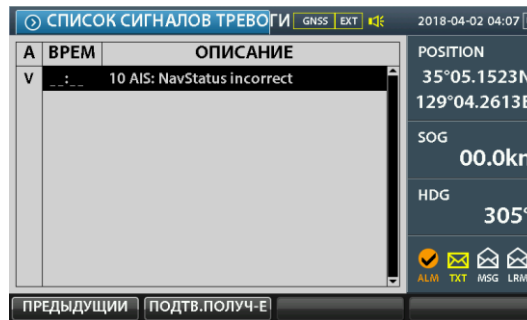 СПИСОК СИГНАЛОВ ТРЕВОГИ GNSS EXT 2018-04-02 04:07
A ВРЕМ ОПИСАНИЕ
V __:__ 10 AIS: NavStatus incorrect
POSITION
35°05.1523N
129°04.2613E
SOG
00.0kn
HDG
305°
ALM TXT MSG LRM
ПРЕДЫДУЩИИ ПОДТВ.ПОЛУЧ-Е